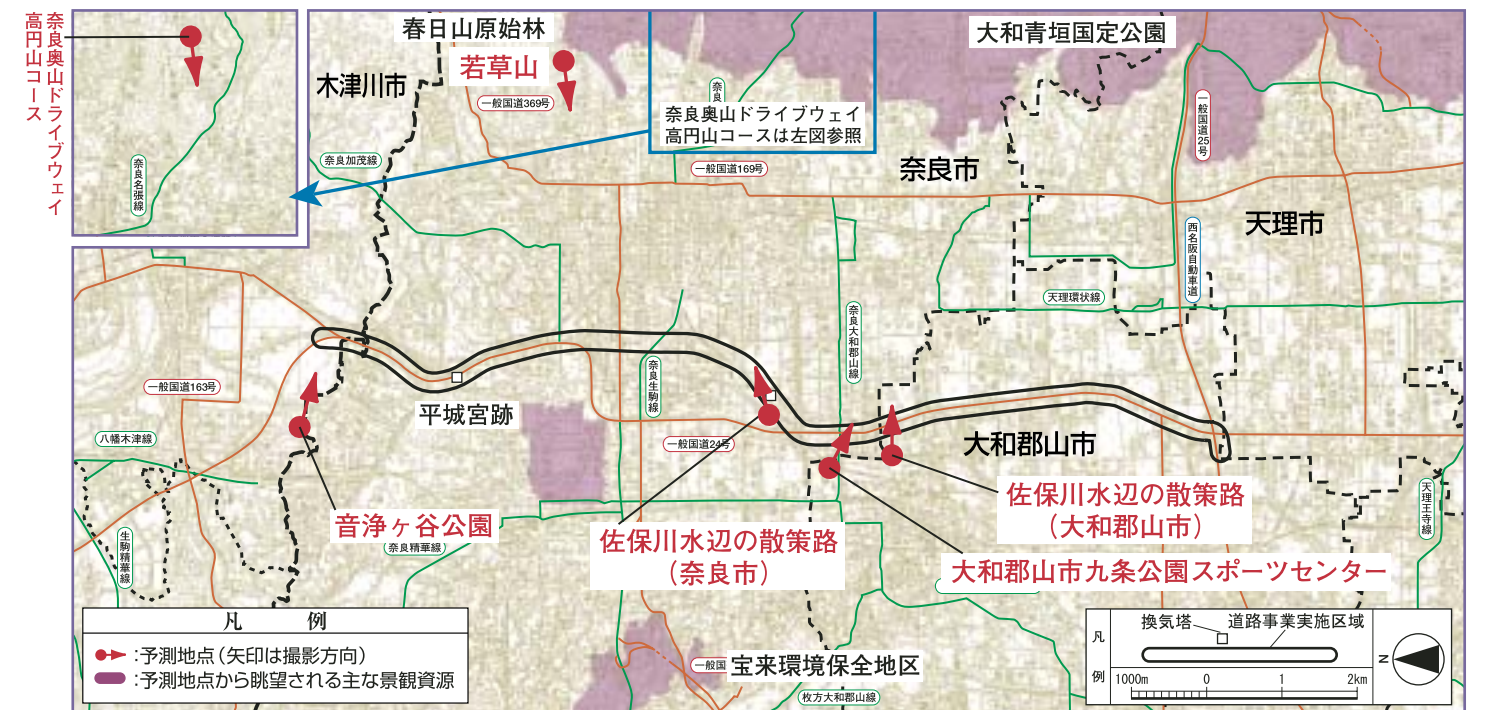 奈良奥山ドライブウェイ
高円山コース
奈良名張線
春日山原始林
若草山
木津川市
一般国道369号
奈良加茂線
奈良
奈良奥山ドライブウェイ
高円山コースは左図参照
一般国道169号
大和青垣国定公園
一般国道25号
奈良市
天理市
西名阪自動車道
天理環状線
奈良大和郡山線
奈良生駒線
一般国道163号
八幡木津線
平城宮跡
一般国道24号
大和郡山市
音浄ヶ谷公園
奈良精華線
生駒精華線
佐保川水辺の散策路
（奈良市）
佐保川水辺の散策路
（大和郡山市）
大和郡山市九条公園スポーツセンター
天理王寺線
一般国
宝来環境保全地区
枚方大和郡山線
凡　例
:予測地点（矢印は撮影方向）
:予測地点から眺望される主な景観資源
凡例
換気塔
道路事業実施区域
1000m 0 1 2km
N